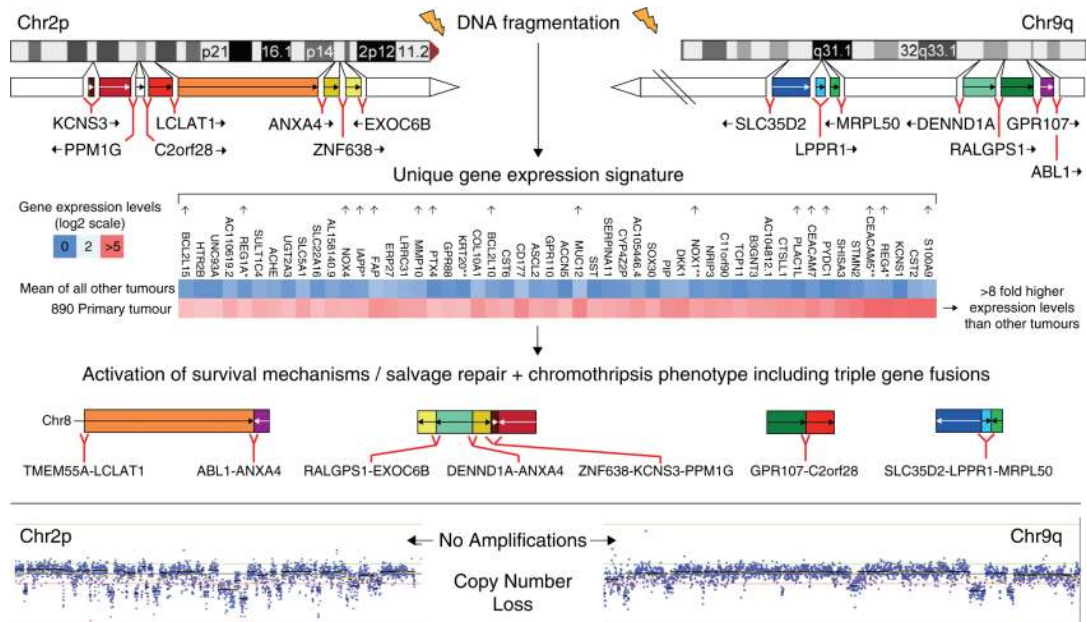 Chr2p
DNA fragmentation
Chr9q
p21
16.1
p14
2p12
11.2
q31.1
32
q33.1
KCNS3→
LCLAT1→
ANXA4→
←EXOC6B
←PPM1G
C2orf28→
ZNF638→
←SLC35D2
→MRPL50
←DENND1A
GPR107→
LPPR1→
RALGPS1→
ABL1→
Unique gene expression signature
Gene expression levels
(log2 scale)
0
2
>5
BCL2L15
HTR2B
UNC93A
AC110619.2
REG1A*
SULT1C4
ACHE
UGT2A3
SLC5A1
SLC22A16
AL158140.9
NOX4
IAPP*
FAP
ERP27
LRRC31
MMP10
PTX4
GPR88
KRT20**
COL10A1
BCL2L10
CST6
CD177
ASCL2
GPR110
ACCN5
MUC12
SST
SERPINA11
CYP4Z2P
AC105446.4
SOX30
PIP
DKK1
NOX1**
NRIP3
C11orf90
TCP11
B3GNT3
AC104812.1
CTSLL1
PLAC1L
CEACAM7
PYDC1
SHISA3
STMN2
CEACAM5**
REG4*
KCNS1
CST2
S100A9
Mean of all other tumours
890 Primary tumour
>8 fold higher
expression levels
than other tumours
Activation of survival mechanisms / salvage repair + chromothripsis phenotype including triple gene fusions
Chr8
TMEM55A-LCLAT1
ABL1-ANXA4
RALGPS1-EXOC6B
DENND1A-ANXA4
ZNF638-KCNS3-PPM1G
GPR107-C2orf28
SLC35D2-LPPR1-MRPL50
Chr2p
← No Amplifications →
Chr9q
Copy Number
Loss